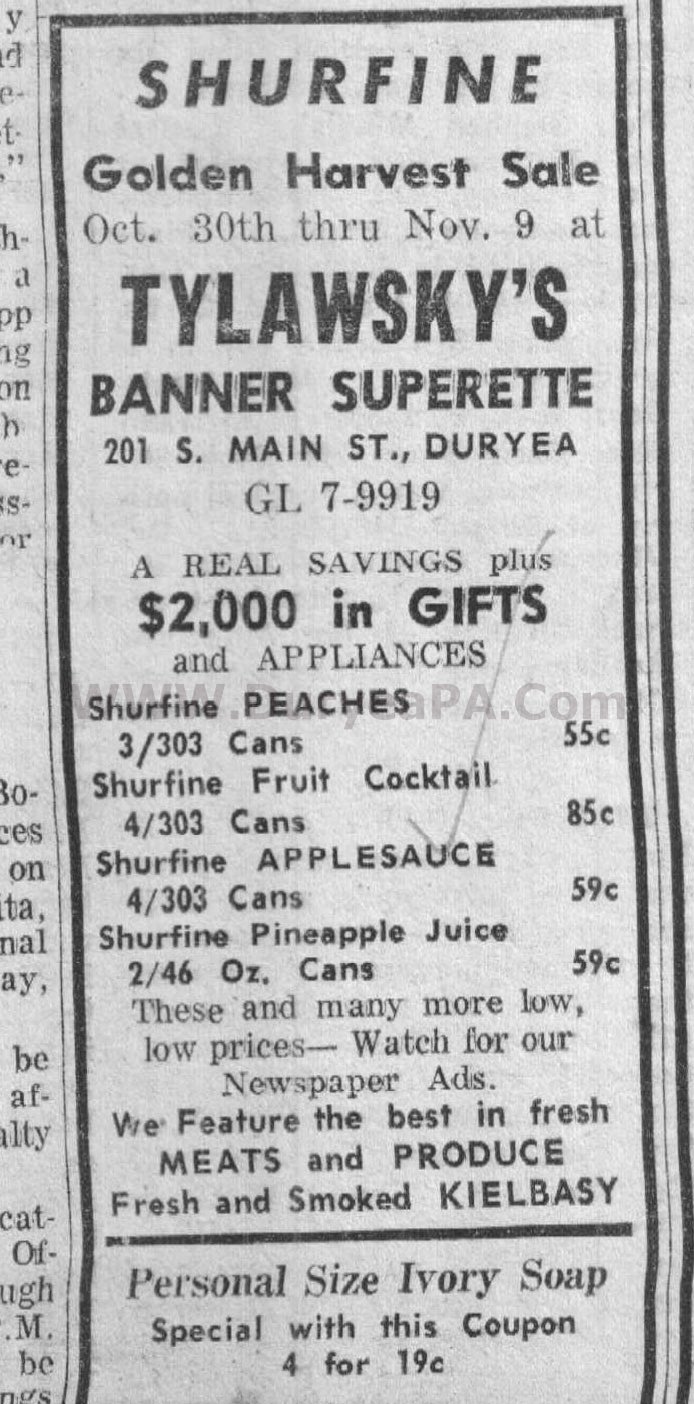 SHURFINE
Golden Harvest Sale
Oct. 30th thru Nov. 9 at
TYLAWSKY'S
BANNER SUPERETTE
201 S. MAIN ST., DURYEA
GL 7-9919
A REAL SAVINGS plus
$2,000 in GIFTS
and APPLIANCES
WWW.DuryeaPA.Com
Shurfine PEACHES
3/303 Cans 55c
Shurfine Fruit Cocktail
4/303 Cans 85c
Shurfine APPLESAUCE
4/303 Cans 59c
Shurfine Pineapple Juice
2/46 Oz. Cans 59c
These and many more low,
low prices— Watch for our
Newspaper Ads.
We Feature the best in fresh
MEATS and PRODUCE
Fresh and Smoked KIELBASY
Personal Size Ivory Soap
Special with this Coupon
4 for 19c